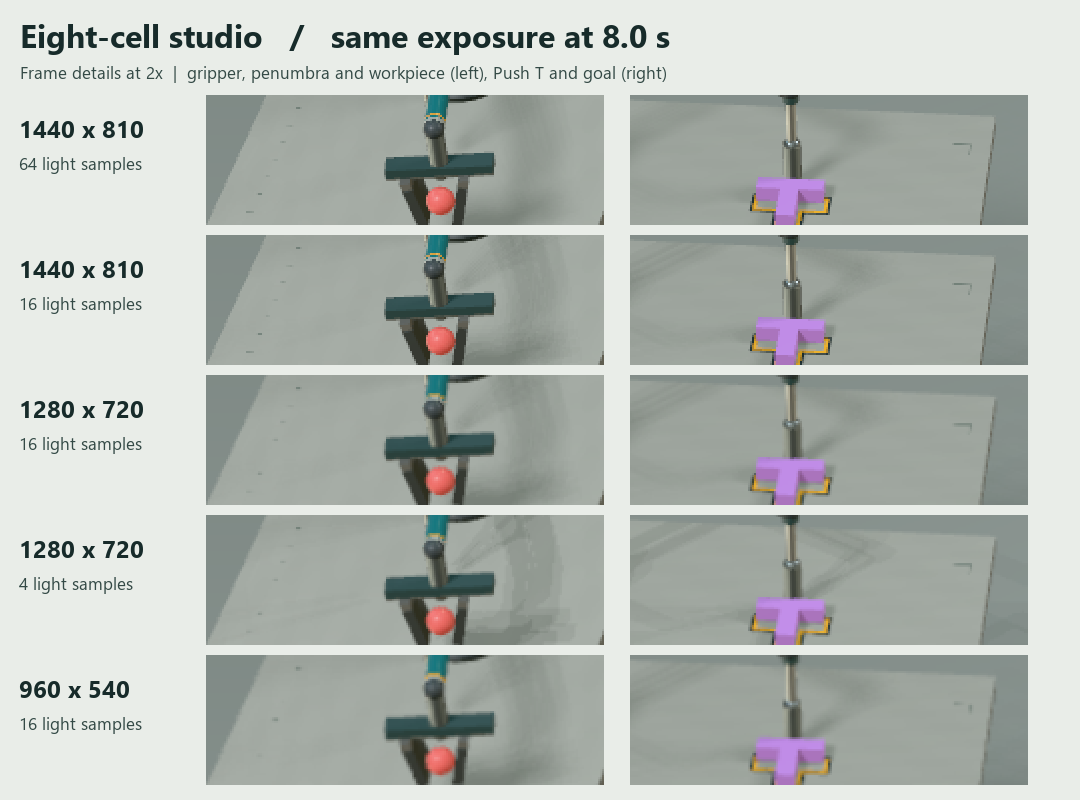 Eight-cell studio / same exposure at 8.0 s
Frame details at 2x | gripper, penumbra and workpiece (left), Push T and goal (right)
1440 x 810
64 light samples
1440 x 810
16 light samples
1280 x 720
16 light samples
1280 x 720
4 light samples
960 x 540
16 light samples